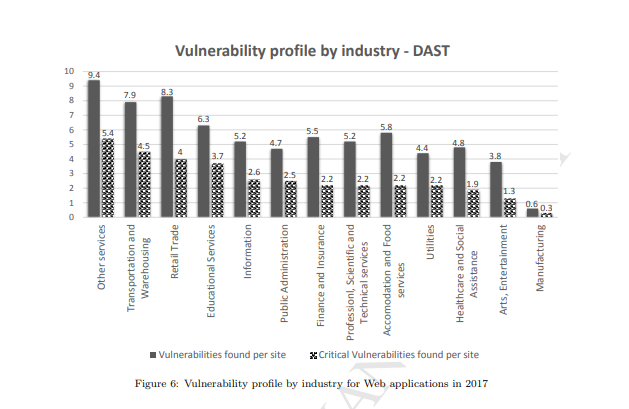 Vulnerability profile by industry - DAST
10
9
8
7
6
5
4
3
2
1
0
9.4
5.4
7.9
4.5
8.3
4
6.3
3.7
5.2
2.6
4.7
2.5
5.5
2.2
5.2
2.2
5.8
2.2
4.4
2.2
4.8
1.9
3.8
1.3
0.6
0.3
Other services
Transportation and
Warehousing
Retail Trade
Educational Services
Information
Public Administration
Finance and Insurance
Professionl, Scientific and
Technical services
Accomodation and Food
services
Utilities
Healthcare and Social
Assistance
Arts, Entertainment
Manufacturing
Vulnerabilities found per site
Critical Vulnerabilities found per site
Figure 6: Vulnerability profile by industry for Web applications in 2017